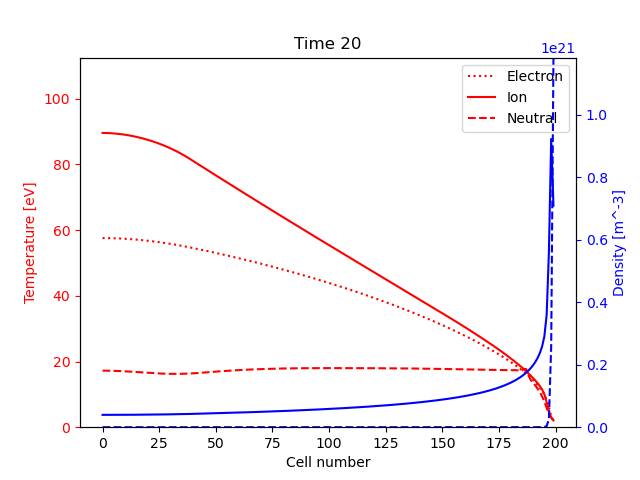 Time 20
1e21
Electron
Ion
Neutral
Temperature [eV]
100
80
60
40
20
0
Density [m^-3]
1.0
0.8
0.6
0.4
0.2
0.0
0 25 50 75 100 125 150 175 200
Cell number